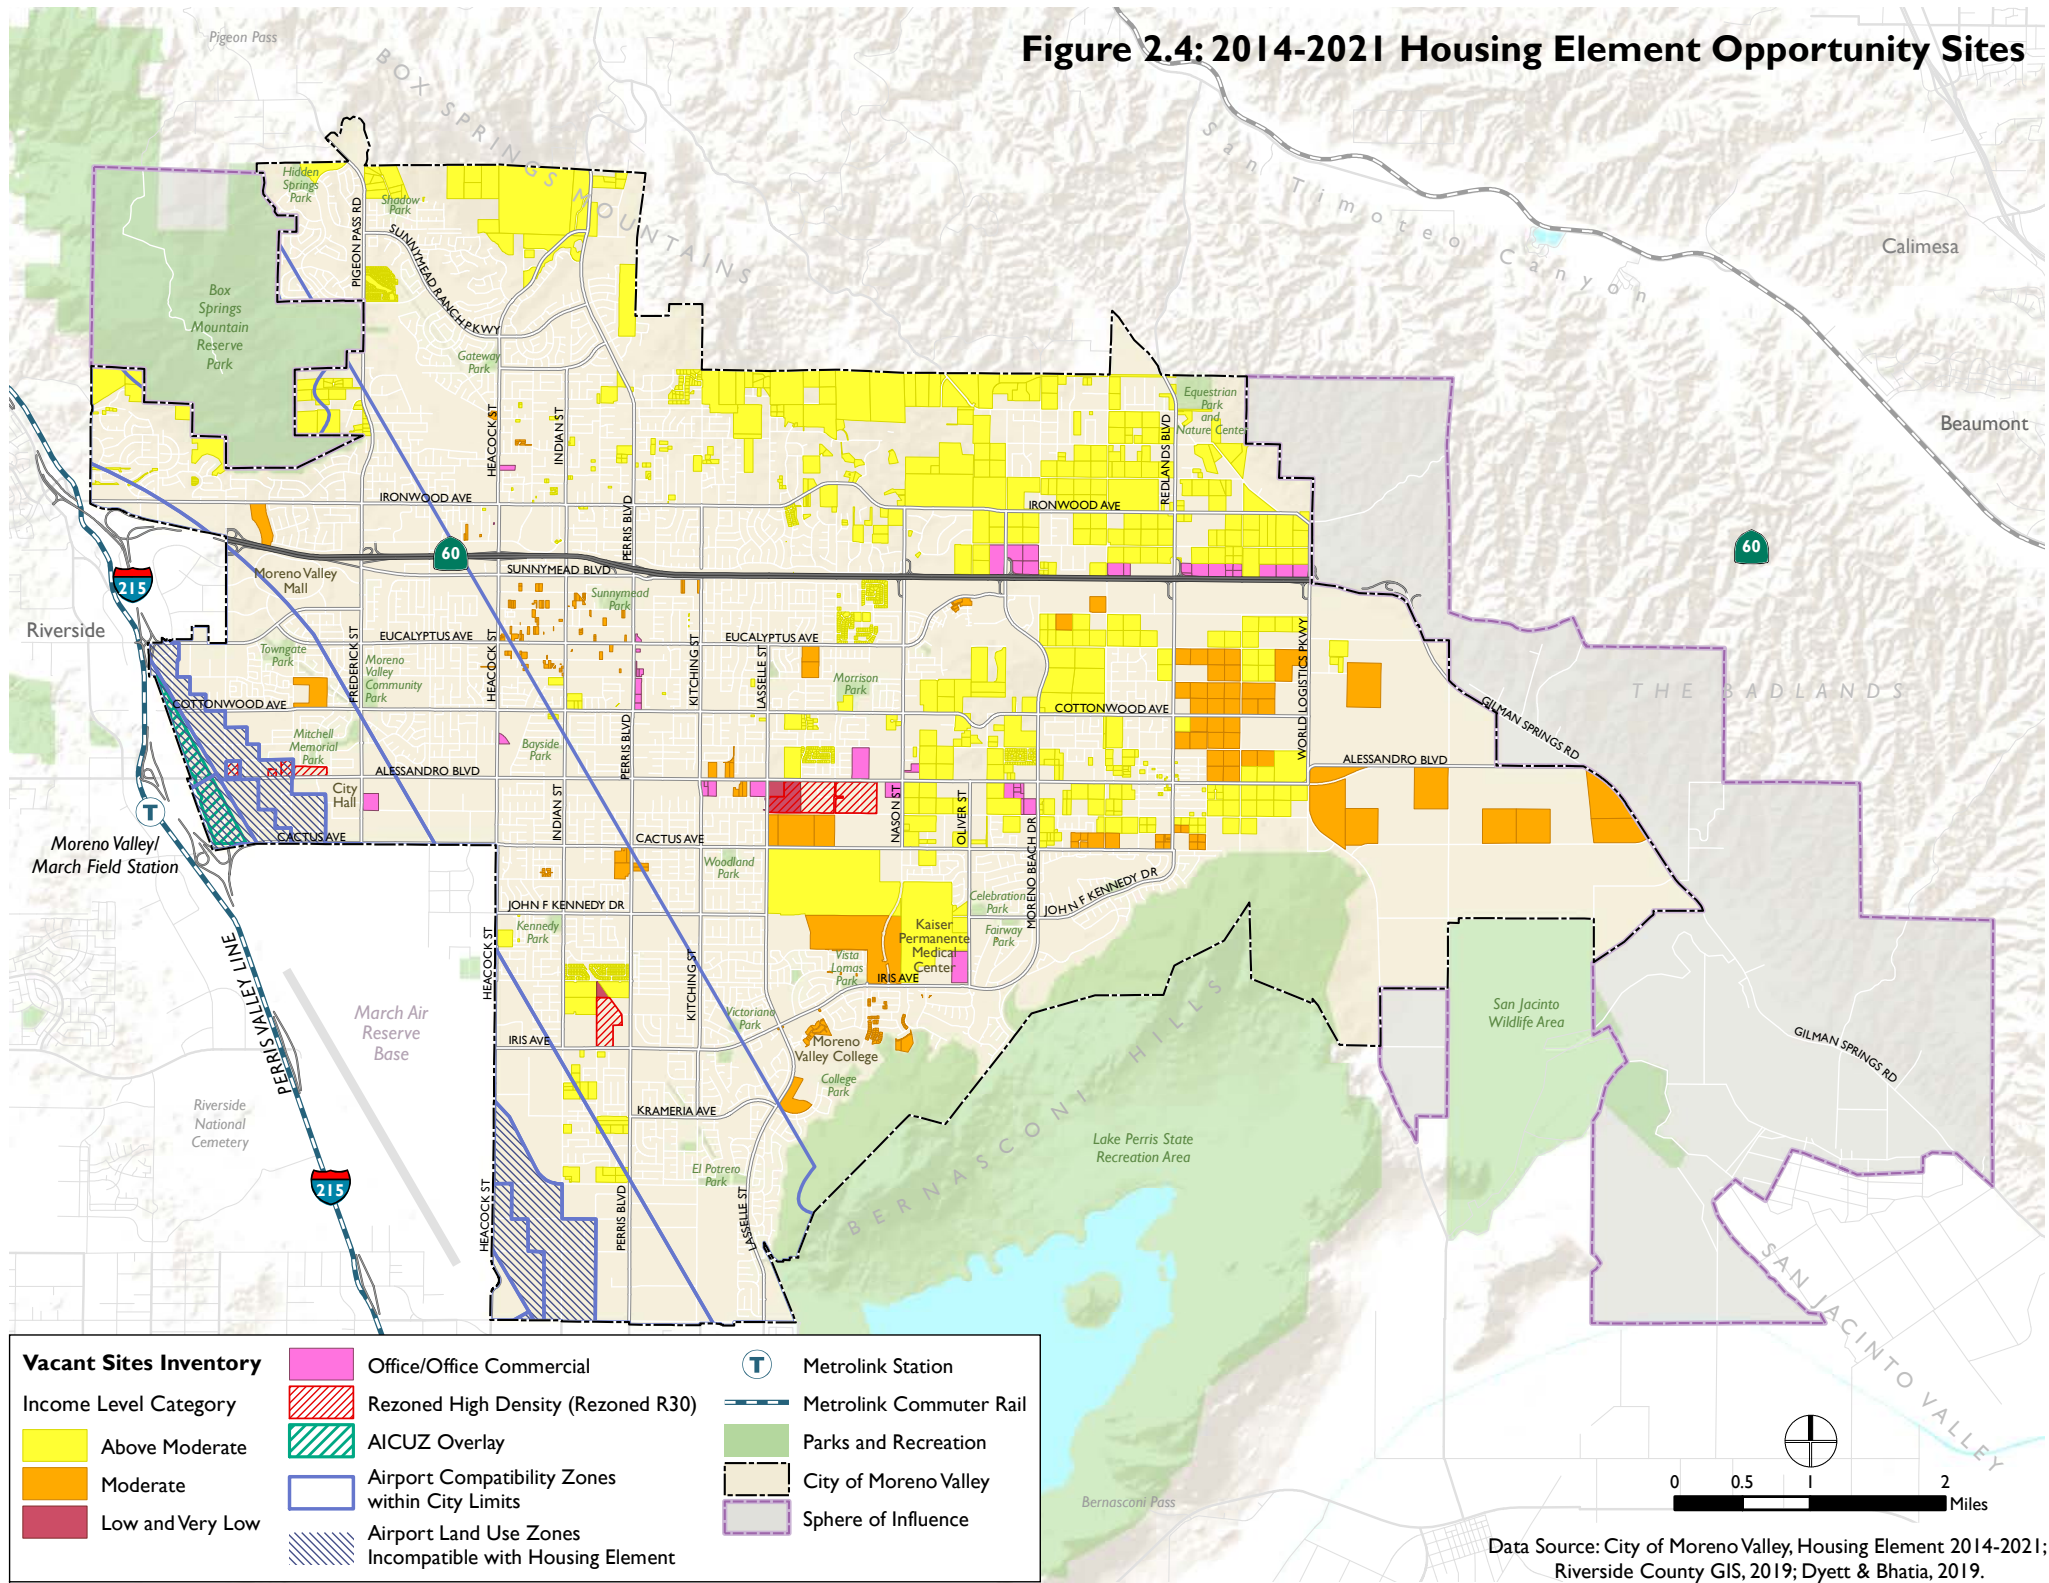 Figure 2.4: 2014-2021 Housing Element Opportunity Sites
Pigeon Pass
BOX SPRINGS MOUNTAINS
San Timoteo Canyon
Calimesa
Beaumont
Hidden
Springs
Park
Shadow
Park
PIGEON PASS RD
SUNNYMEAD RANCH PKWY
Box
Springs
Mountain
Reserve
Park
Gateway
Park
HEACOCK ST
INDIAN ST
PERRIS BLVD
Equestrian
Park
and
Nature Center
REDLANDS BLVD
IRONWOOD AVE
IRONWOOD AVE
60
60
215
Riverside
Moreno Valley
Mall
SUNNYMEAD BLVD
Sunnymead
Park
EUCALYPTUS AVE
EUCALYPTUS AVE
Towngate
Park
FREDERICK ST
Moreno
Valley
Community
Park
HEACOCK ST
KITCHING ST
LASSELLE ST
Morrison
Park
WORLD LOGISTICS PKWY
THE BADLANDS
GILMAN SPRINGS RD
COTTONWOOD AVE
COTTONWOOD AVE
Mitchell
Memorial
Park
Bayside
Park
PERRIS BLVD
ALESSANDRO BLVD
ALESSANDRO BLVD
City
Hall
INDIAN ST
NASON ST
OLIVER ST
MORENO BEACH DR
CACTUS AVE
CACTUS AVE
T
Moreno Valley/
March Field Station
Woodland
Park
JOHN F KENNEDY DR
JOHN F KENNEDY DR
Celebration
Park
Kennedy
Park
Kaiser
Permanente
Medical
Center
Fairway
Park
Vista
Lomas
Park
IRIS AVE
HEACOCK ST
KITCHING ST
PERRIS VALLEY LINE
March Air
Reserve
Base
Victoriano
Park
San Jacinto
Wildlife Area
IRIS AVE
Moreno
Valley College
College
Park
GILMAN SPRINGS RD
Riverside
National
Cemetery
KRAMERIA AVE
BERNASCONI HILLS
Lake Perris State
Recreation Area
El Potrero
Park
215
HEACOCK ST
PERRIS BLVD
LASSELLE ST
SAN JACINTO VALLEY
Bernasconi Pass
Vacant Sites Inventory
Income Level Category
Above Moderate
Moderate
Low and Very Low
Office/Office Commercial
Rezoned High Density (Rezoned R30)
AICUZ Overlay
Airport Compatibility Zones
within City Limits
Airport Land Use Zones
Incompatible with Housing Element
T
Metrolink Station
Metrolink Commuter Rail
Parks and Recreation
City of Moreno Valley
Sphere of Influence
0 0.5 1 2
Miles
Data Source: City of Moreno Valley, Housing Element 2014-2021;
Riverside County GIS, 2019; Dyett & Bhatia, 2019.